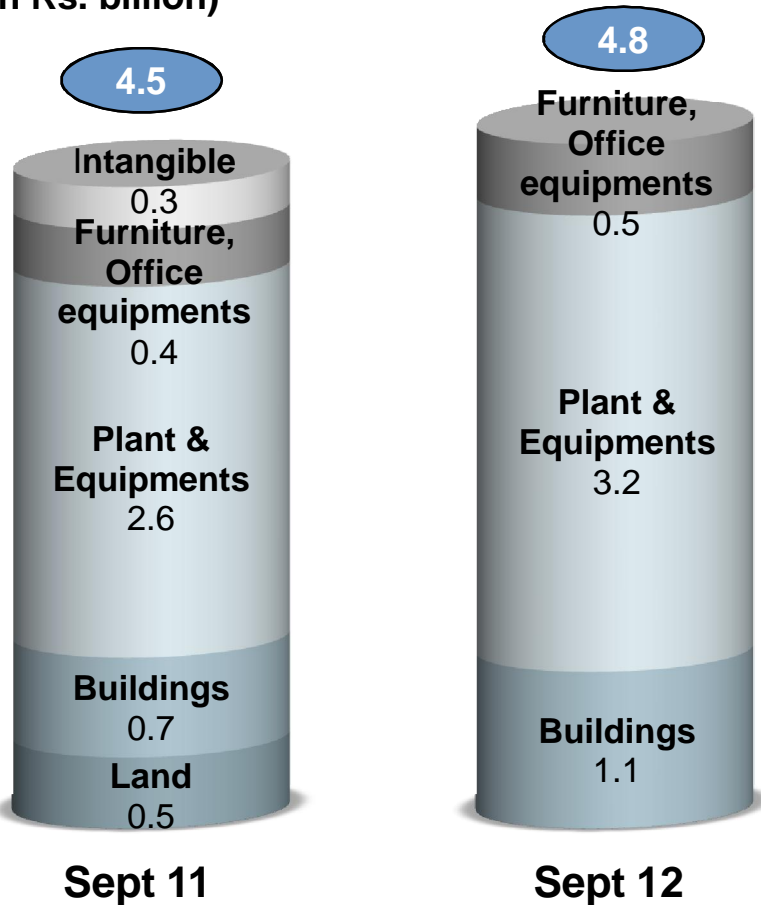 n Rs. billion)
4.5
Intangible
0.3
Furniture,
Office
equipments
0.4
Plant &
Equipments
2.6
Buildings
0.7
Land
0.5
Sept 11
4.8
Furniture,
Office
equipments
0.5
Plant &
Equipments
3.2
Buildings
1.1
Sept 12